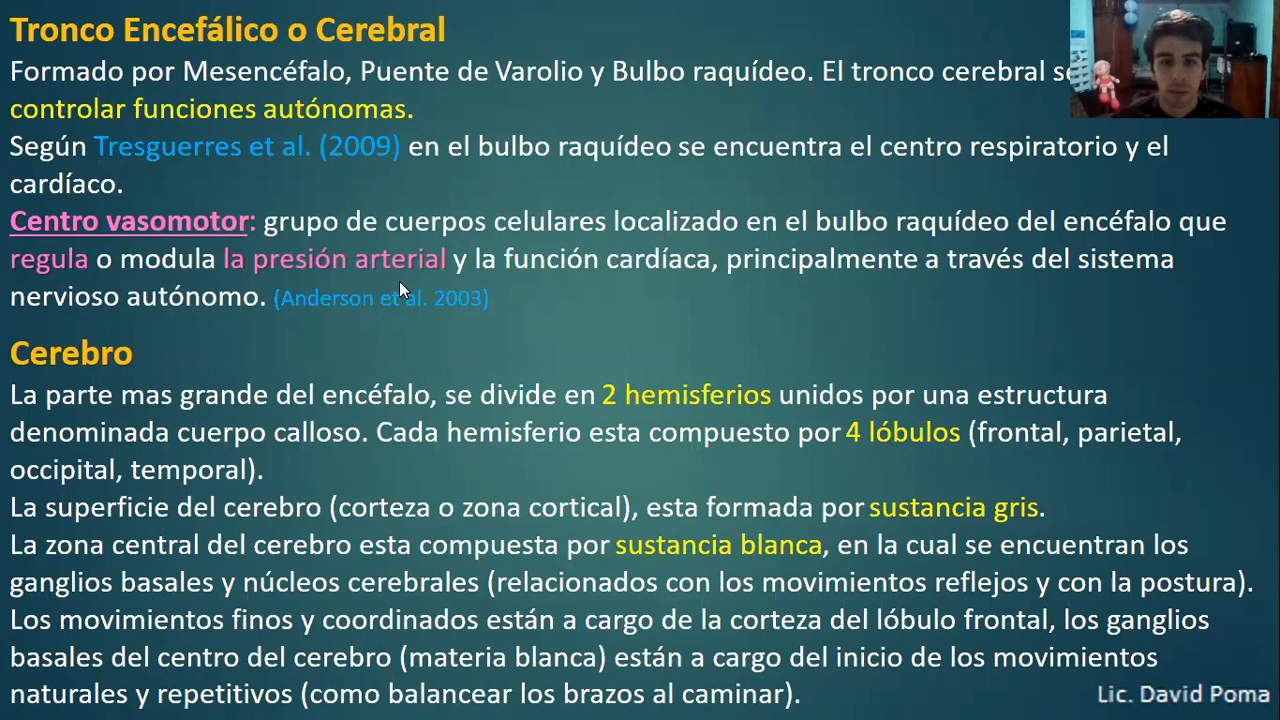 Tronco Encefálico o Cerebral
Formado por Mesencéfalo, Puente de Varolio y Bulbo raquídeo. El tronco cerebral
controlar funciones autónomas.
Según Tresguerres et al. (2009) en el bulbo raquídeo se encuentra el centro respiratorio y el
cardíaco.
Centro vasomotor: grupo de cuerpos celulares localizado en el bulbo raquídeo del encéfalo que
regula o modula la presión arterial y la función cardíaca, principalmente a través del sistema
nervioso autónomo. (Anderson et al. 2003)
Cerebro
La parte mas grande del encéfalo, se divide en 2 hemisferios unidos por una estructura
denominada cuerpo calloso. Cada hemisferio esta compuesto por 4 lóbulos (frontal, parietal,
occipital, temporal).
La superficie del cerebro (corteza o zona cortical), esta formada por sustancia gris.
La zona central del cerebro esta compuesta por sustancia blanca, en la cual se encuentran los
ganglios basales y núcleos cerebrales (relacionados con los movimientos reflejos y con la postura).
Los movimientos finos y coordinados están a cargo de la corteza del lóbulo frontal, los ganglios
basales del centro del cerebro (materia blanca) están a cargo del inicio de los movimientos
naturales y repetitivos (como balancear los brazos al caminar).
Lic. David Poma